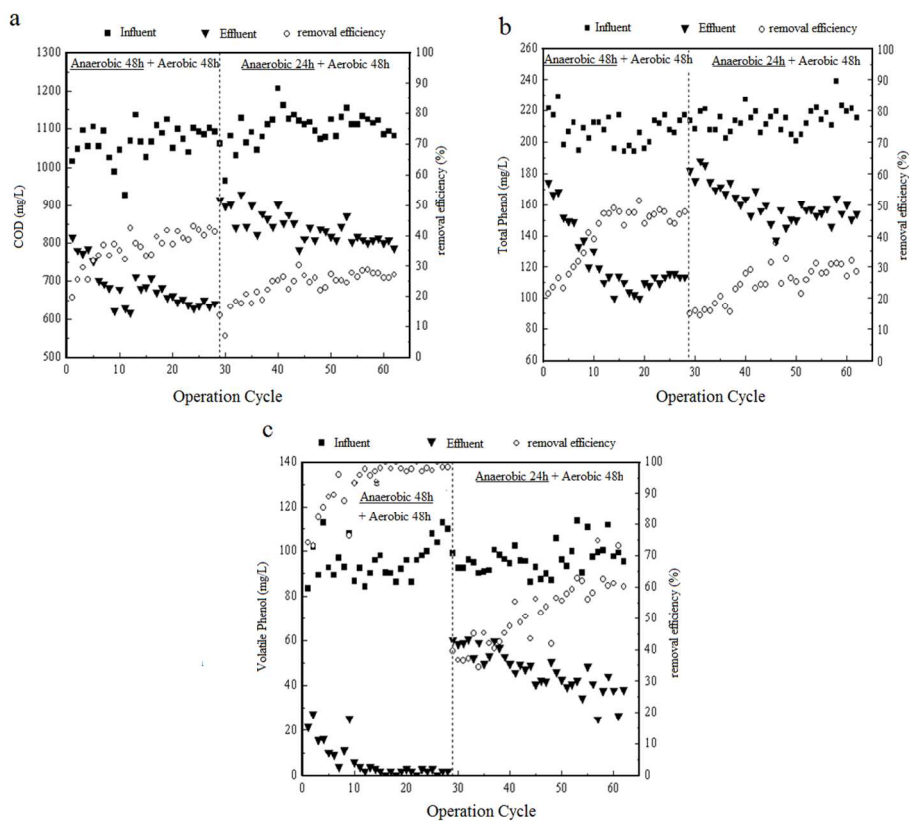 a
Influent Effluent removal efficiency
1300 100
Anaerobic 48h + Aerobic 48h Anaerobic 24h + Aerobic 48h
1200 90
1100 80
1000 70
900 60
800 50
700 40
600 30
500 20
10
0
COD (mg/L)
removal efficiency (%)
0 10 20 30 40 50 60
Operation Cycle
b
Influent Effluent removal efficiency
260 100
Anaerobic 48h + Aerobic 48h Anaerobic 24h + Aerobic 48h
240 90
220 80
200 70
180 60
160 50
140 40
120 30
100 20
80 10
60 0
Total Phenol (mg/L)
removal efficiency (%)
0 10 20 30 40 50 60
Operation Cycle
c
Influent Effluent removal efficiency
140 100
Anaerobic 48h Anaerobic 24h + Aerobic 48h
+ Aerobic 48h
120 90
100 80
80 70
60 60
40 50
20 40
0 30
20
10
0
Volatile Phenol (mg/L)
removal efficiency (%)
0 10 20 30 40 50 60
Operation Cycle